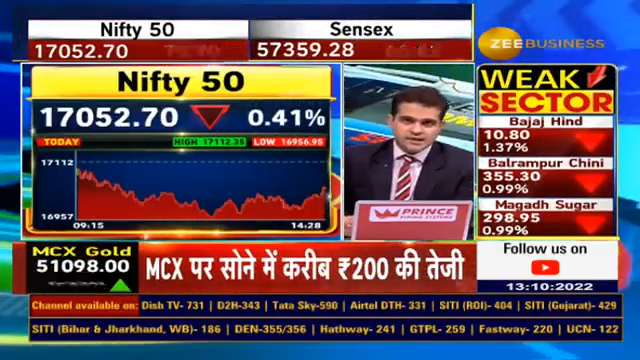 Nifty 50
17052.70
Sensex
57359.28
ZEE BUSINESS
Nifty 50
17052.70 0.41%
TODAY HIGH 17112.35 LOW 16956.95
17112
16957
09:15 14:28
WEAK
SECTOR
Bajaj Hind
10.80
1.37%
Balrampur Chini
355.30
0.99%
Magadh Sugar
298.95
0.99%
PRINCE
PIPING SYSTEMS
MCX Gold
51098.00
MCX पर सोने में करीब ₹200 की तेजी
Follow us on
13:10:2022
Channel available on: Dish TV- 731 | D2H-343 | Tata Sky-590 | Airtel DTH- 331 | SITI (ROI)- 404 | SITI (Gujarat)- 429
SITI (Bihar & Jharkhand, WB)- 186 | DEN-355/356 | Hathway- 241 | GTPL- 259 | Fastway- 220 | UCN- 122